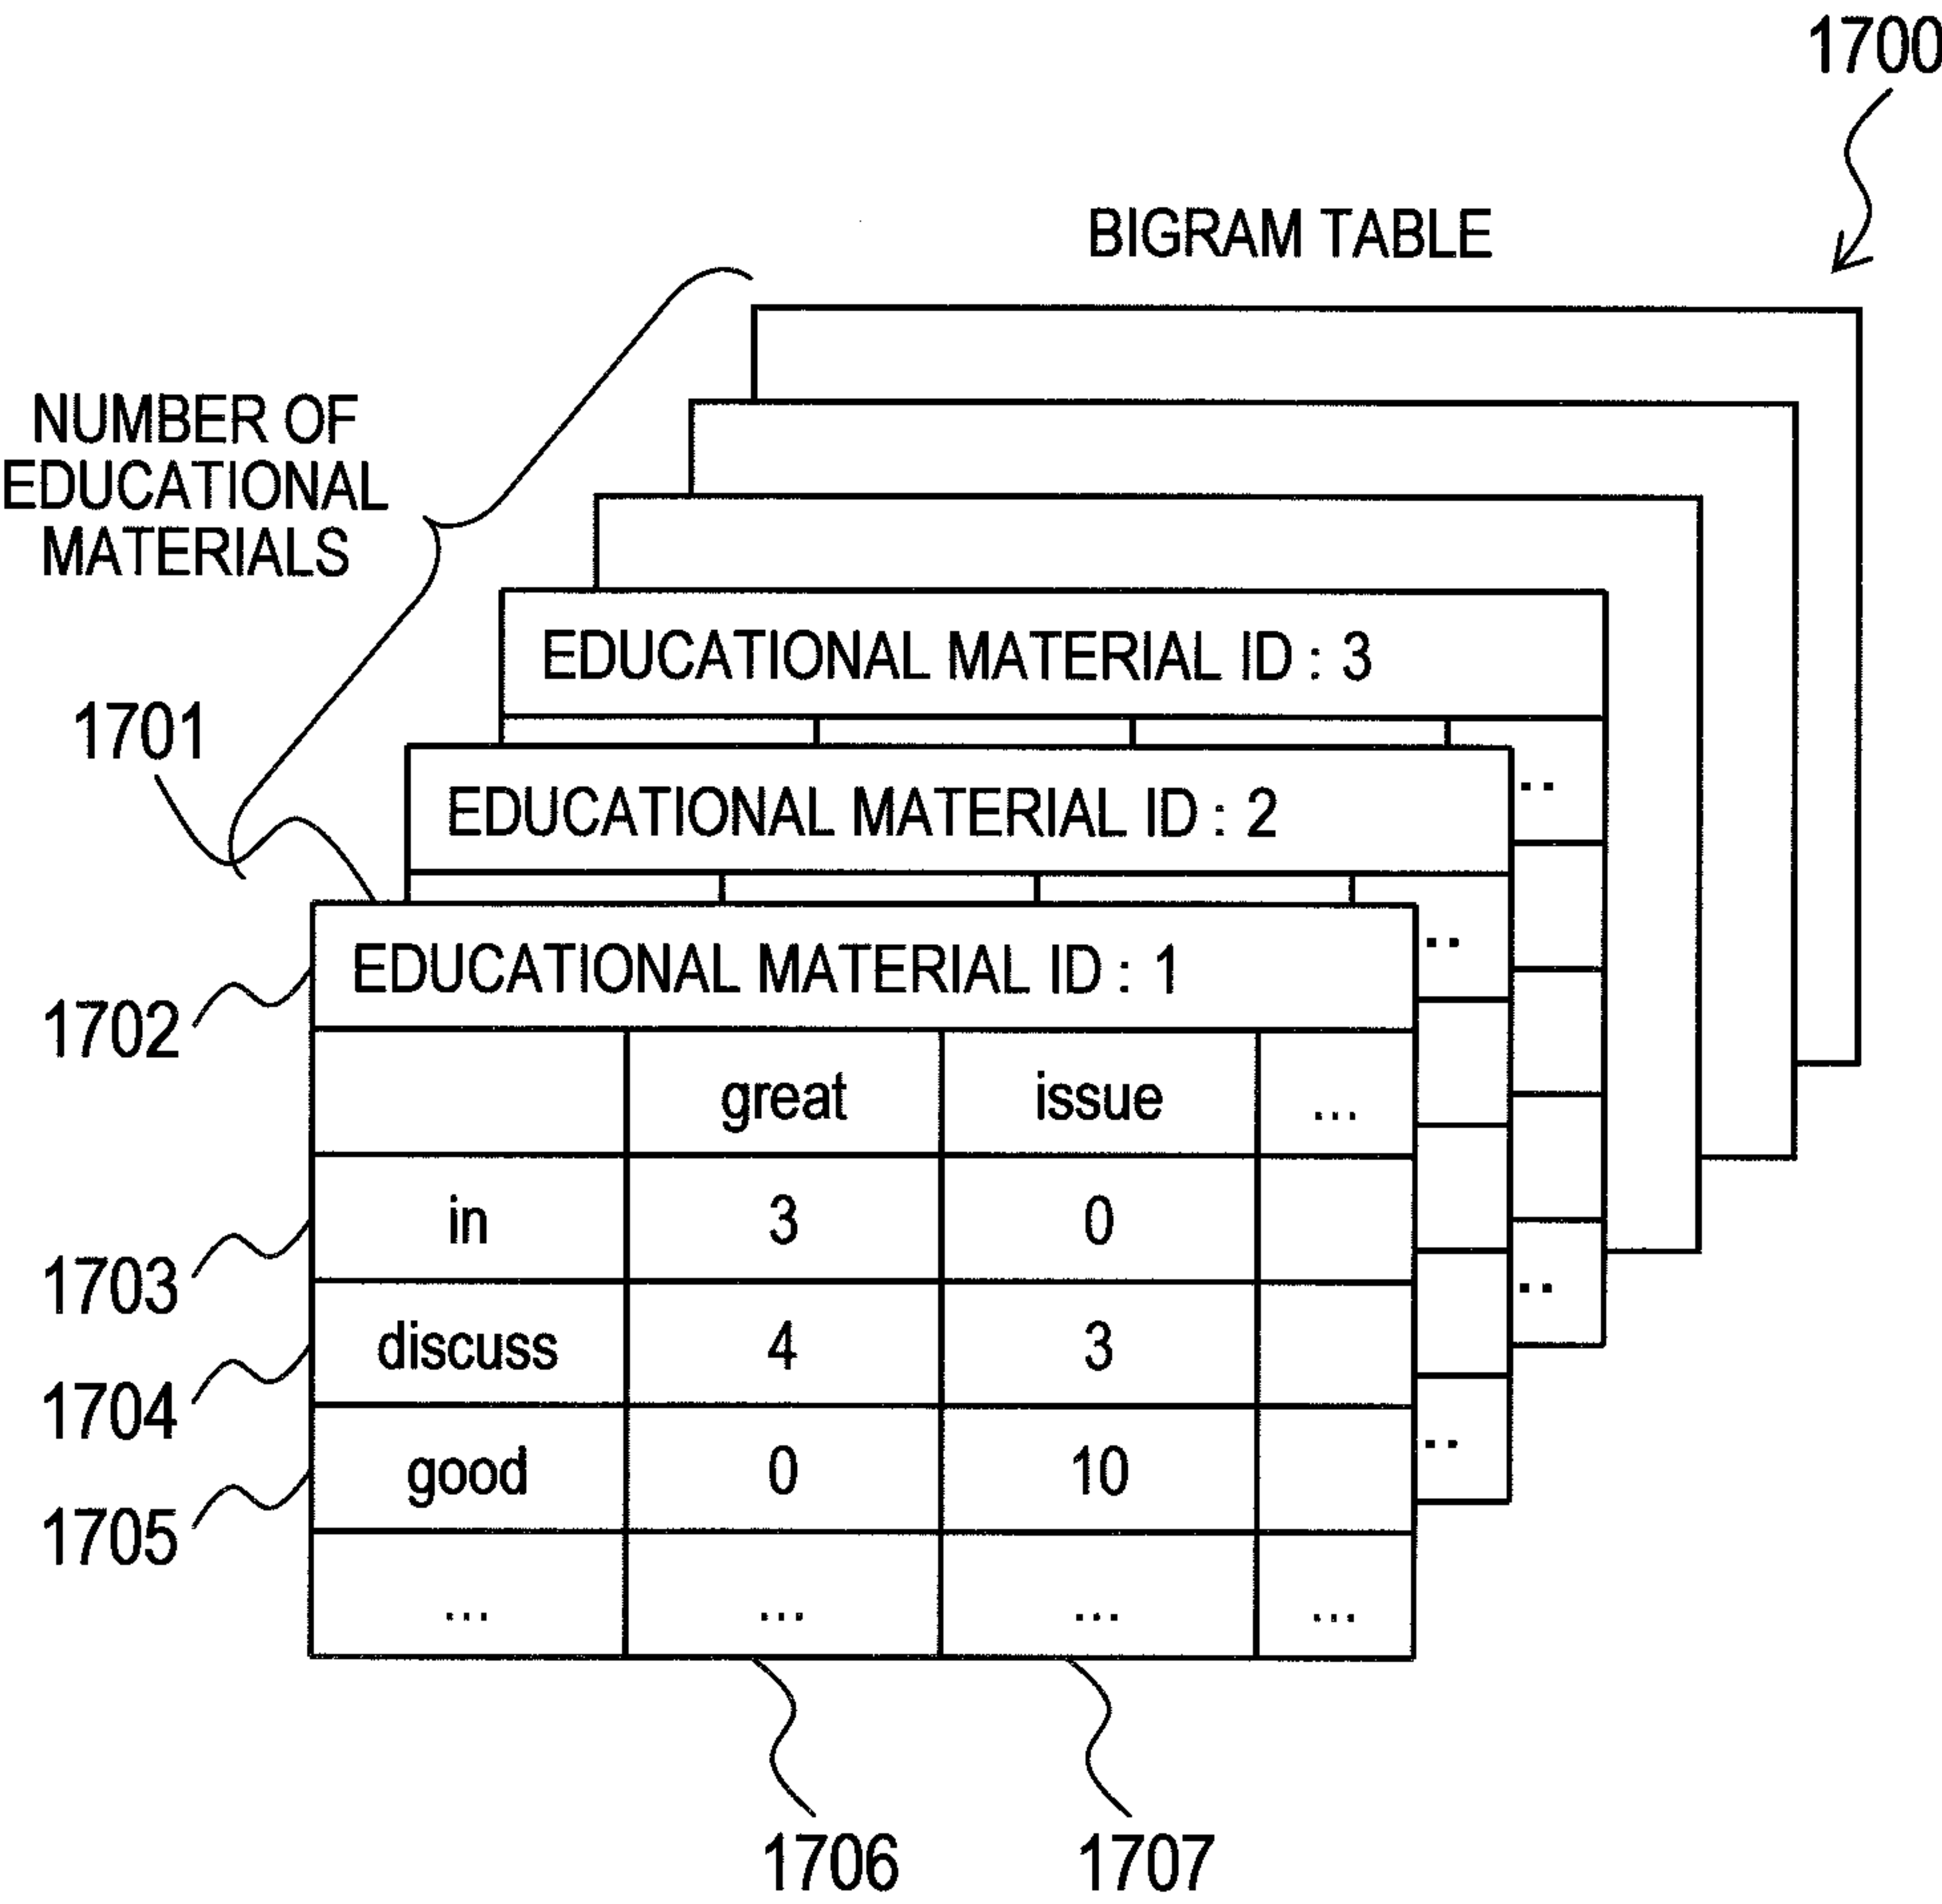 1700
BIGRAM TABLE
NUMBER OF
EDUCATIONAL
MATERIALS
EDUCATIONAL MATERIAL ID : 3
1701
..
EDUCATIONAL MATERIAL ID : 2
..
EDUCATIONAL MATERIAL ID : 1
1702
great issue ...
in 3 0
1703
..
discuss 4 3
1704
..
good 0 10
1705
... ... ... ...
1706 1707